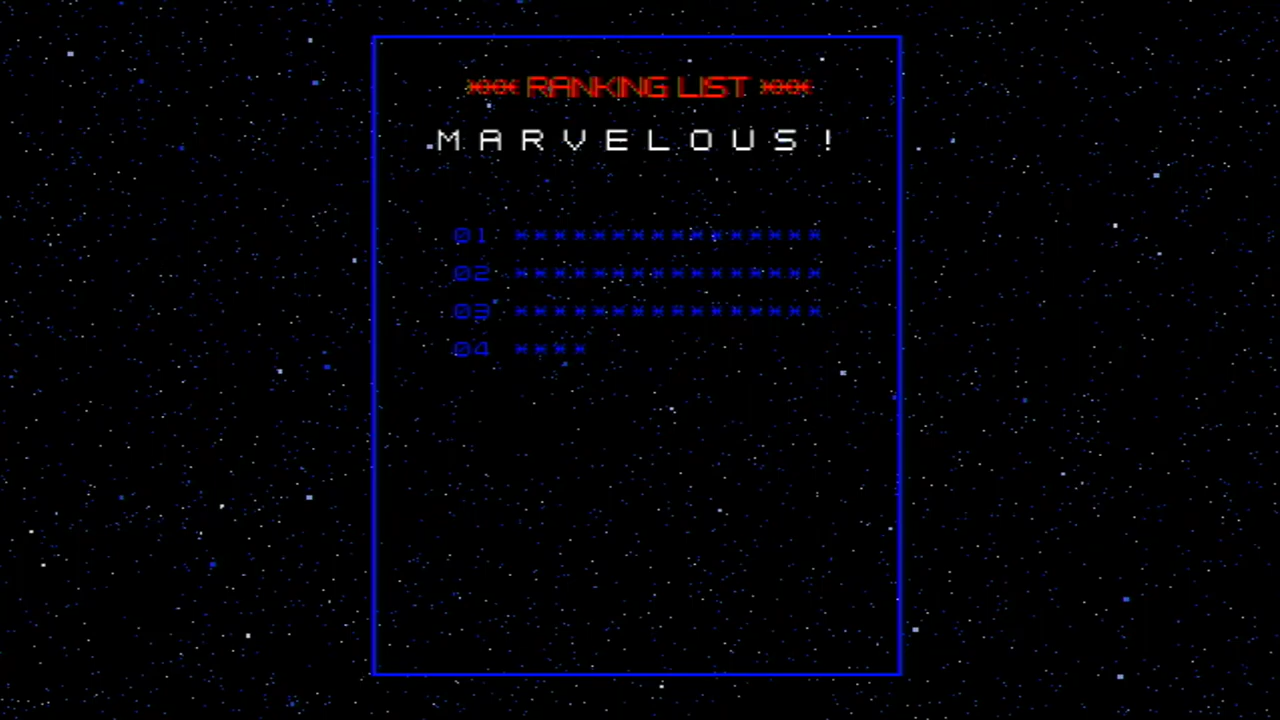 *** RANKING LIST ***
M A R V E L O U S !
01 * * * * * * * * * * * * * * * *
02 * * * * * * * * * * * * * * * *
03 * * * * * * * * * * * * * * * *
04 * * * *